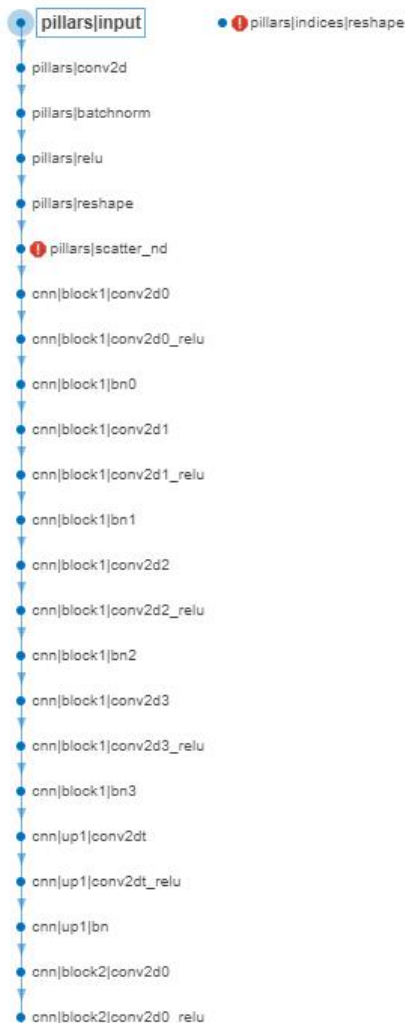 pillars|input
pillars|indices|reshape
pillars|conv2d
pillars|batchnorm
pillars|relu
pillars|reshape
pillars|scatter_nd
cnn|block1|conv2d0
cnn|block1|conv2d0_relu
cnn|block1|bn0
cnn|block1|conv2d1
cnn|block1|conv2d1_relu
cnn|block1|bn1
cnn|block1|conv2d2
cnn|block1|conv2d2_relu
cnn|block1|bn2
cnn|block1|conv2d3
cnn|block1|conv2d3_relu
cnn|block1|bn3
cnn|up1|conv2dt
cnn|up1|conv2dt_relu
cnn|up1|bn
cnn|block2|conv2d0
cnn|block2|conv2d0_relu